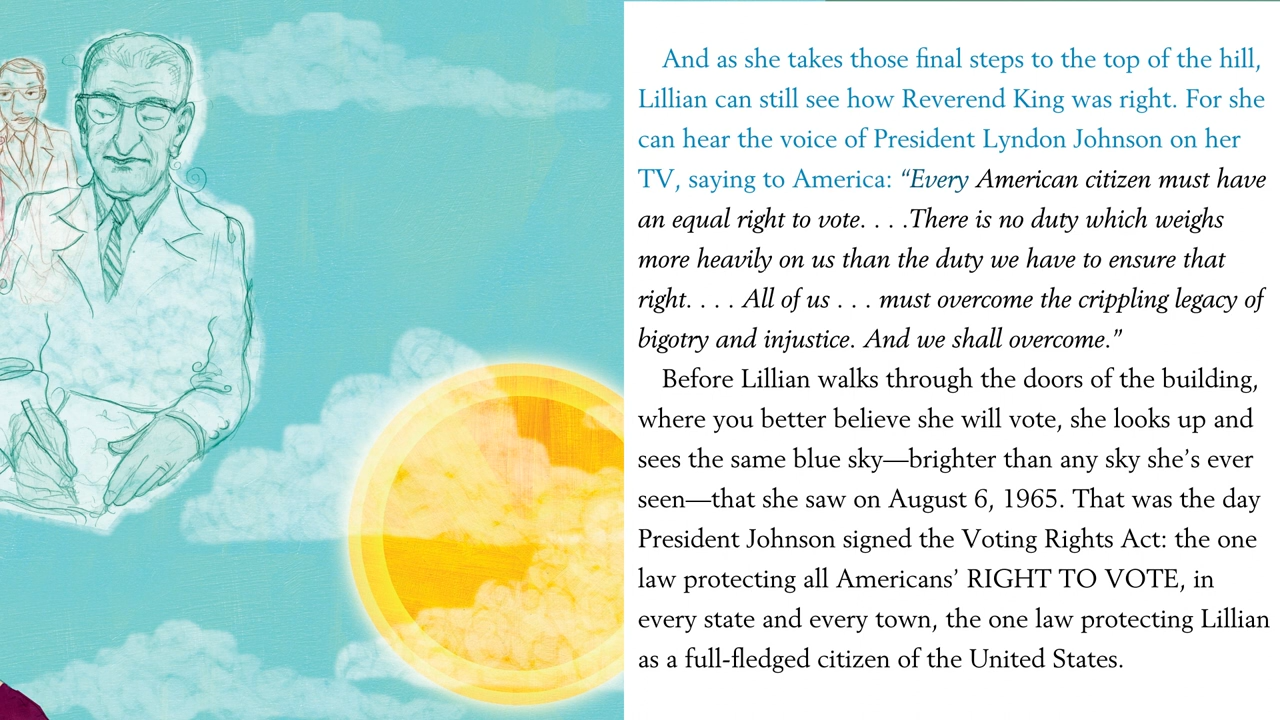 And as she takes those final steps to the top of the hill,
Lillian can still see how Reverend King was right. For she
can hear the voice of President Lyndon Johnson on her
TV, saying to America: “Every American citizen must have
an equal right to vote. . . .There is no duty which weighs
more heavily on us than the duty we have to ensure that
right. . . . All of us . . . must overcome the crippling legacy of
bigotry and injustice. And we shall overcome.”
Before Lillian walks through the doors of the building,
where you better believe she will vote, she looks up and
sees the same blue sky—brighter than any sky she’s ever
seen—that she saw on August 6, 1965. That was the day
President Johnson signed the Voting Rights Act: the one
law protecting all Americans’ RIGHT TO VOTE, in
every state and every town, the one law protecting Lillian
as a full-fledged citizen of the United States.